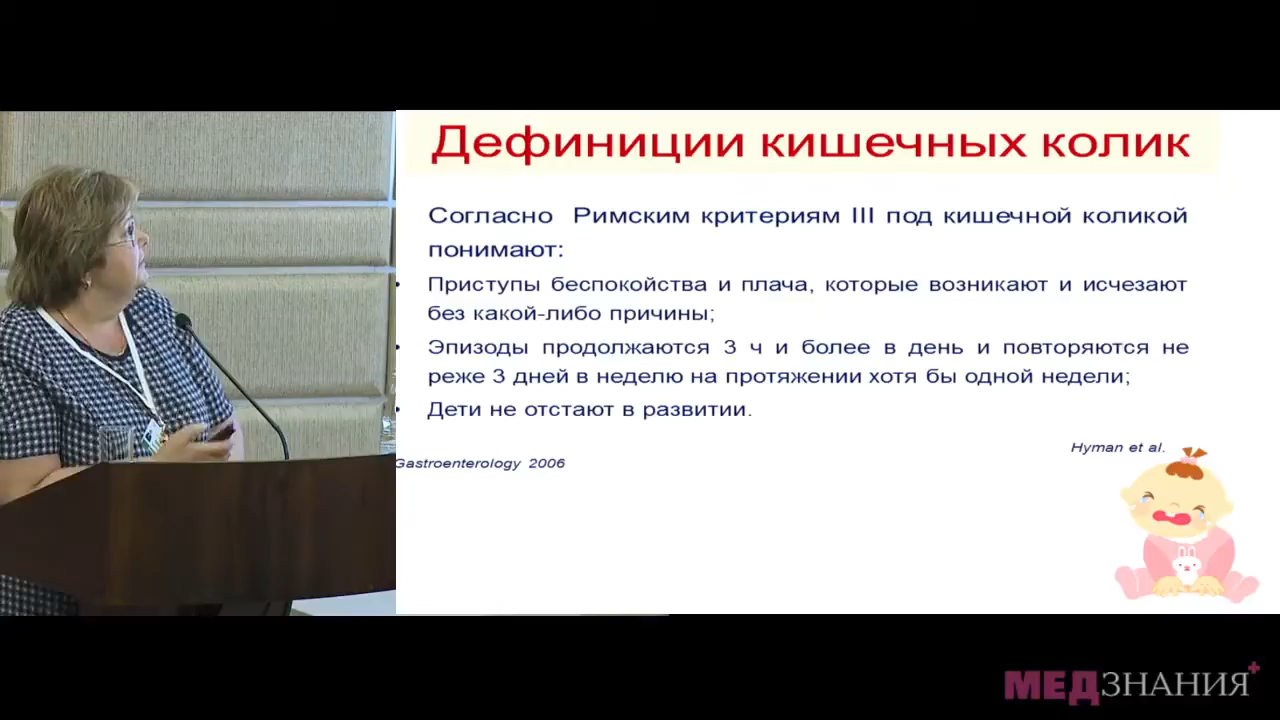 Дефиниции кишечных колик
Согласно Римским критериям III под кишечной коликой
понимают:
• Приступы беспокойства и плача, которые возникают и исчезают
без какой-либо причины;
• Эпизоды продолжаются 3 ч и более в день и повторяются не
реже 3 дней в неделю на протяжении хотя бы одной недели;
• Дети не отстают в развитии.
Hyman et al.
Gastroenterology 2006
МЕДЗНАНИЯ+